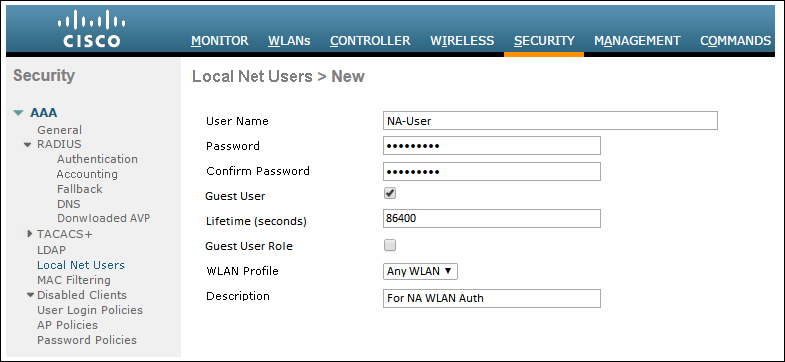 CISCO
MONITOR WLANs CONTROLLER WIRELESS SECURITY MANAGEMENT COMMANDS
Security
AAA
General
RADIUS
Authentication
Accounting
Fallback
DNS
Donwloaded AVP
TACACS+
LDAP
Local Net Users
MAC Filtering
Disabled Clients
User Login Policies
AP Policies
Password Policies
Local Net Users > New
User Name NA-User
Password •••••••••
Confirm Password •••••••••
Guest User
Lifetime (seconds) 86400
Guest User Role
WLAN Profile Any WLAN
Description For NA WLAN Auth